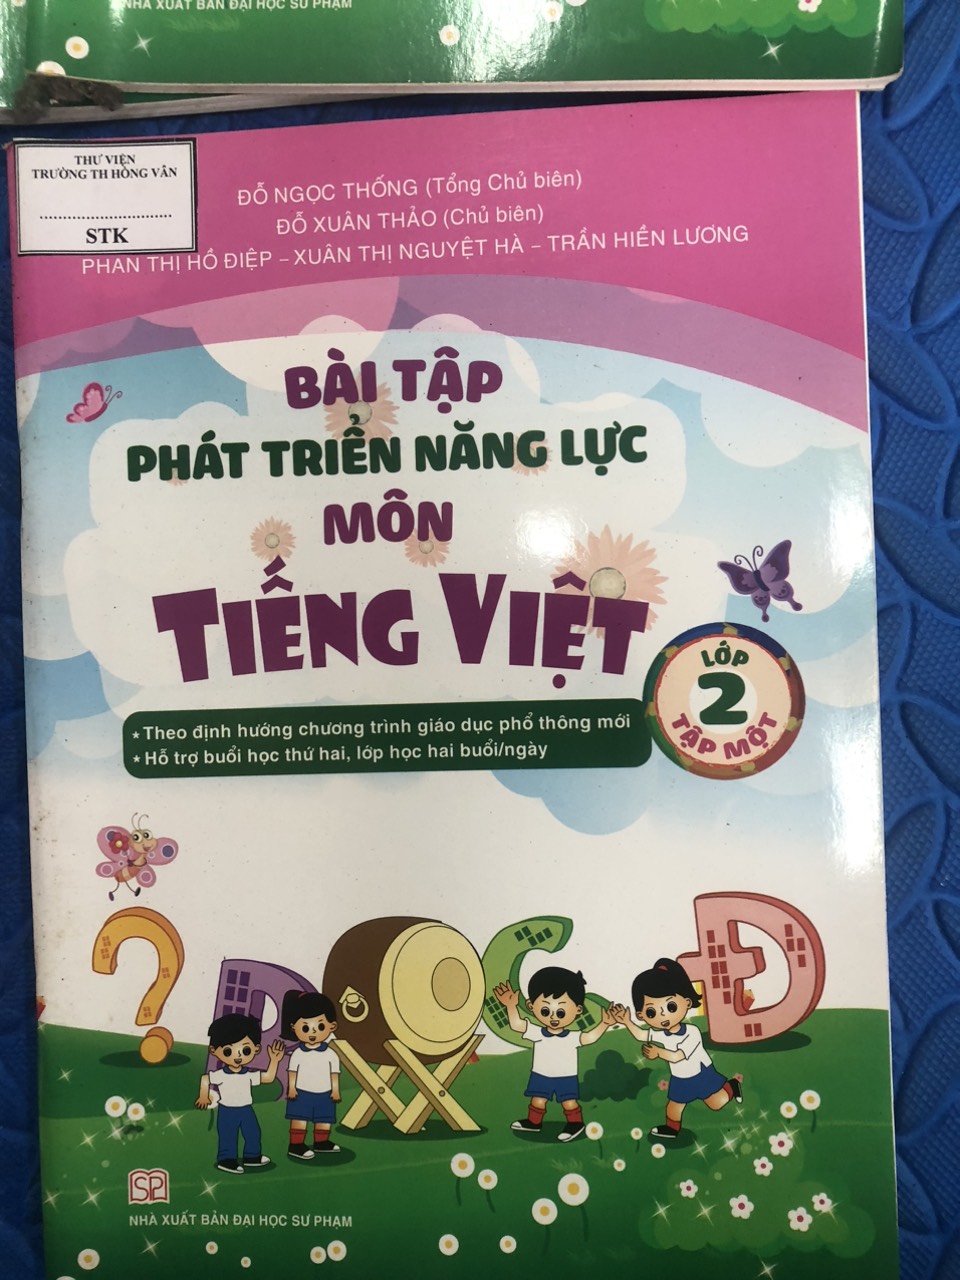 NHÀ XUẤT BẢN ĐẠI HỌC SƯ PHẠM
THƯ VIỆN
TRƯỜNG TH HỒNG VÂN
................................
STK
ĐỖ NGỌC THỐNG (Tổng Chủ biên)
ĐỖ XUÂN THẢO (Chủ biên)
PHAN THỊ HỒ ĐIỆP – XUÂN THỊ NGUYỆT HÀ – TRẦN HIỀN LƯƠNG
BÀI TẬP
PHÁT TRIỂN NĂNG LỰC
MÔN
TIẾNG VIỆT
LỚP
2
TẬP MỘT
★ Theo định hướng chương trình giáo dục phổ thông mới
★ Hỗ trợ buổi học thứ hai, lớp học hai buổi/ngày
? C Đ
SP
NHÀ XUẤT BẢN ĐẠI HỌC SƯ PHẠM